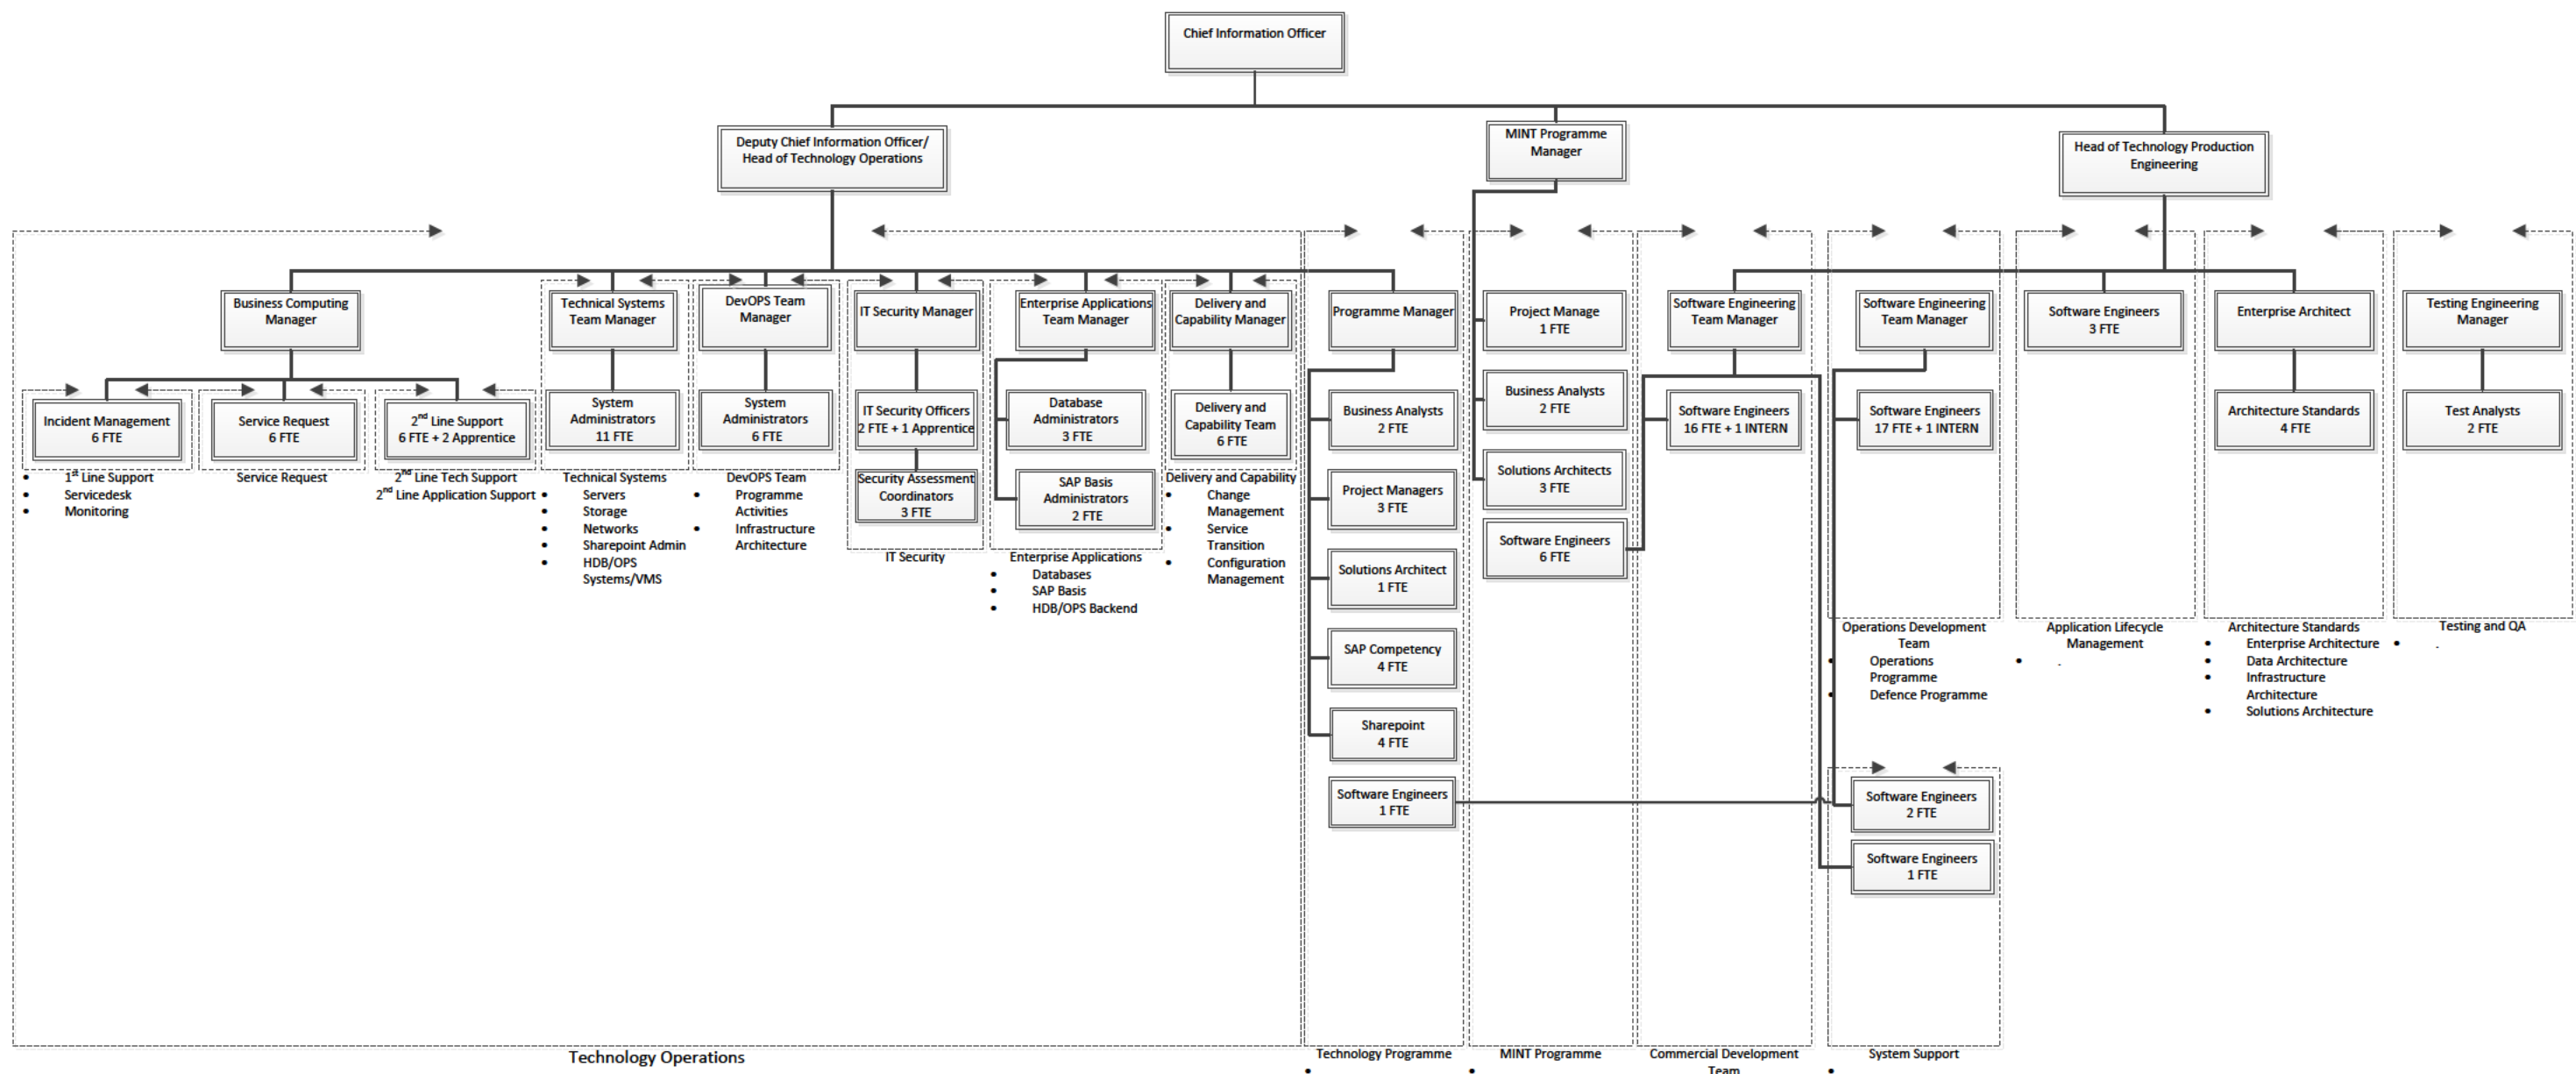 Chief Information Officer
Deputy Chief Information Officer/
Head of Technology Operations
MINT Programme
Manager
Head of Technology Production
Engineering
Business Computing
Manager
Technical Systems
Team Manager
DevOPS Team
Manager
IT Security Manager
Enterprise Applications
Team Manager
Delivery and
Capability Manager
Programme Manager
Project Manage
1 FTE
Software Engineering
Team Manager
Software Engineering
Team Manager
Software Engineers
3 FTE
Enterprise Architect
Testing Engineering
Manager
Incident Management
6 FTE
Service Request
6 FTE
2nd Line Support
6 FTE + 2 Apprentice
System
Administrators
11 FTE
System
Administrators
6 FTE
IT Security Officers
2 FTE + 1 Apprentice
Database
Administrators
3 FTE
Delivery and
Capability Team
6 FTE
Business Analysts
2 FTE
Business Analysts
2 FTE
Software Engineers
16 FTE + 1 INTERN
Software Engineers
17 FTE + 1 INTERN
Architecture Standards
4 FTE
Test Analysts
2 FTE
Security Assessment
Coordinators
3 FTE
SAP Basis
Administrators
2 FTE
Project Managers
3 FTE
Solutions Architects
3 FTE
Software Engineers
6 FTE
Solutions Architect
1 FTE
SAP Competency
4 FTE
Sharepoint
4 FTE
Software Engineers
1 FTE
Software Engineers
2 FTE
Software Engineers
1 FTE
• 1st Line Support
• Servicedesk
• Monitoring
Service Request
2nd Line Tech Support
2nd Line Application Support
Technical Systems
• Servers
• Storage
• Networks
• Sharepoint Admin
• HDB/OPS
Systems/VMS
DevOPS Team
• Programme
Activities
• Infrastructure
Architecture
IT Security
Enterprise Applications
• Databases
• SAP Basis
• HDB/OPS Backend
Delivery and Capability
• Change
Management
• Service
Transition
• Configuration
Management
Operations Development
Team
• Operations
Programme
• Defence Programme
Application Lifecycle
Management
• .
Architecture Standards
• Enterprise Architecture
• Data Architecture
• Infrastructure
Architecture
• Solutions Architecture
Testing and QA
• .
Technology Operations
Technology Programme
•
MINT Programme
•
Commercial Development
Team
System Support
•